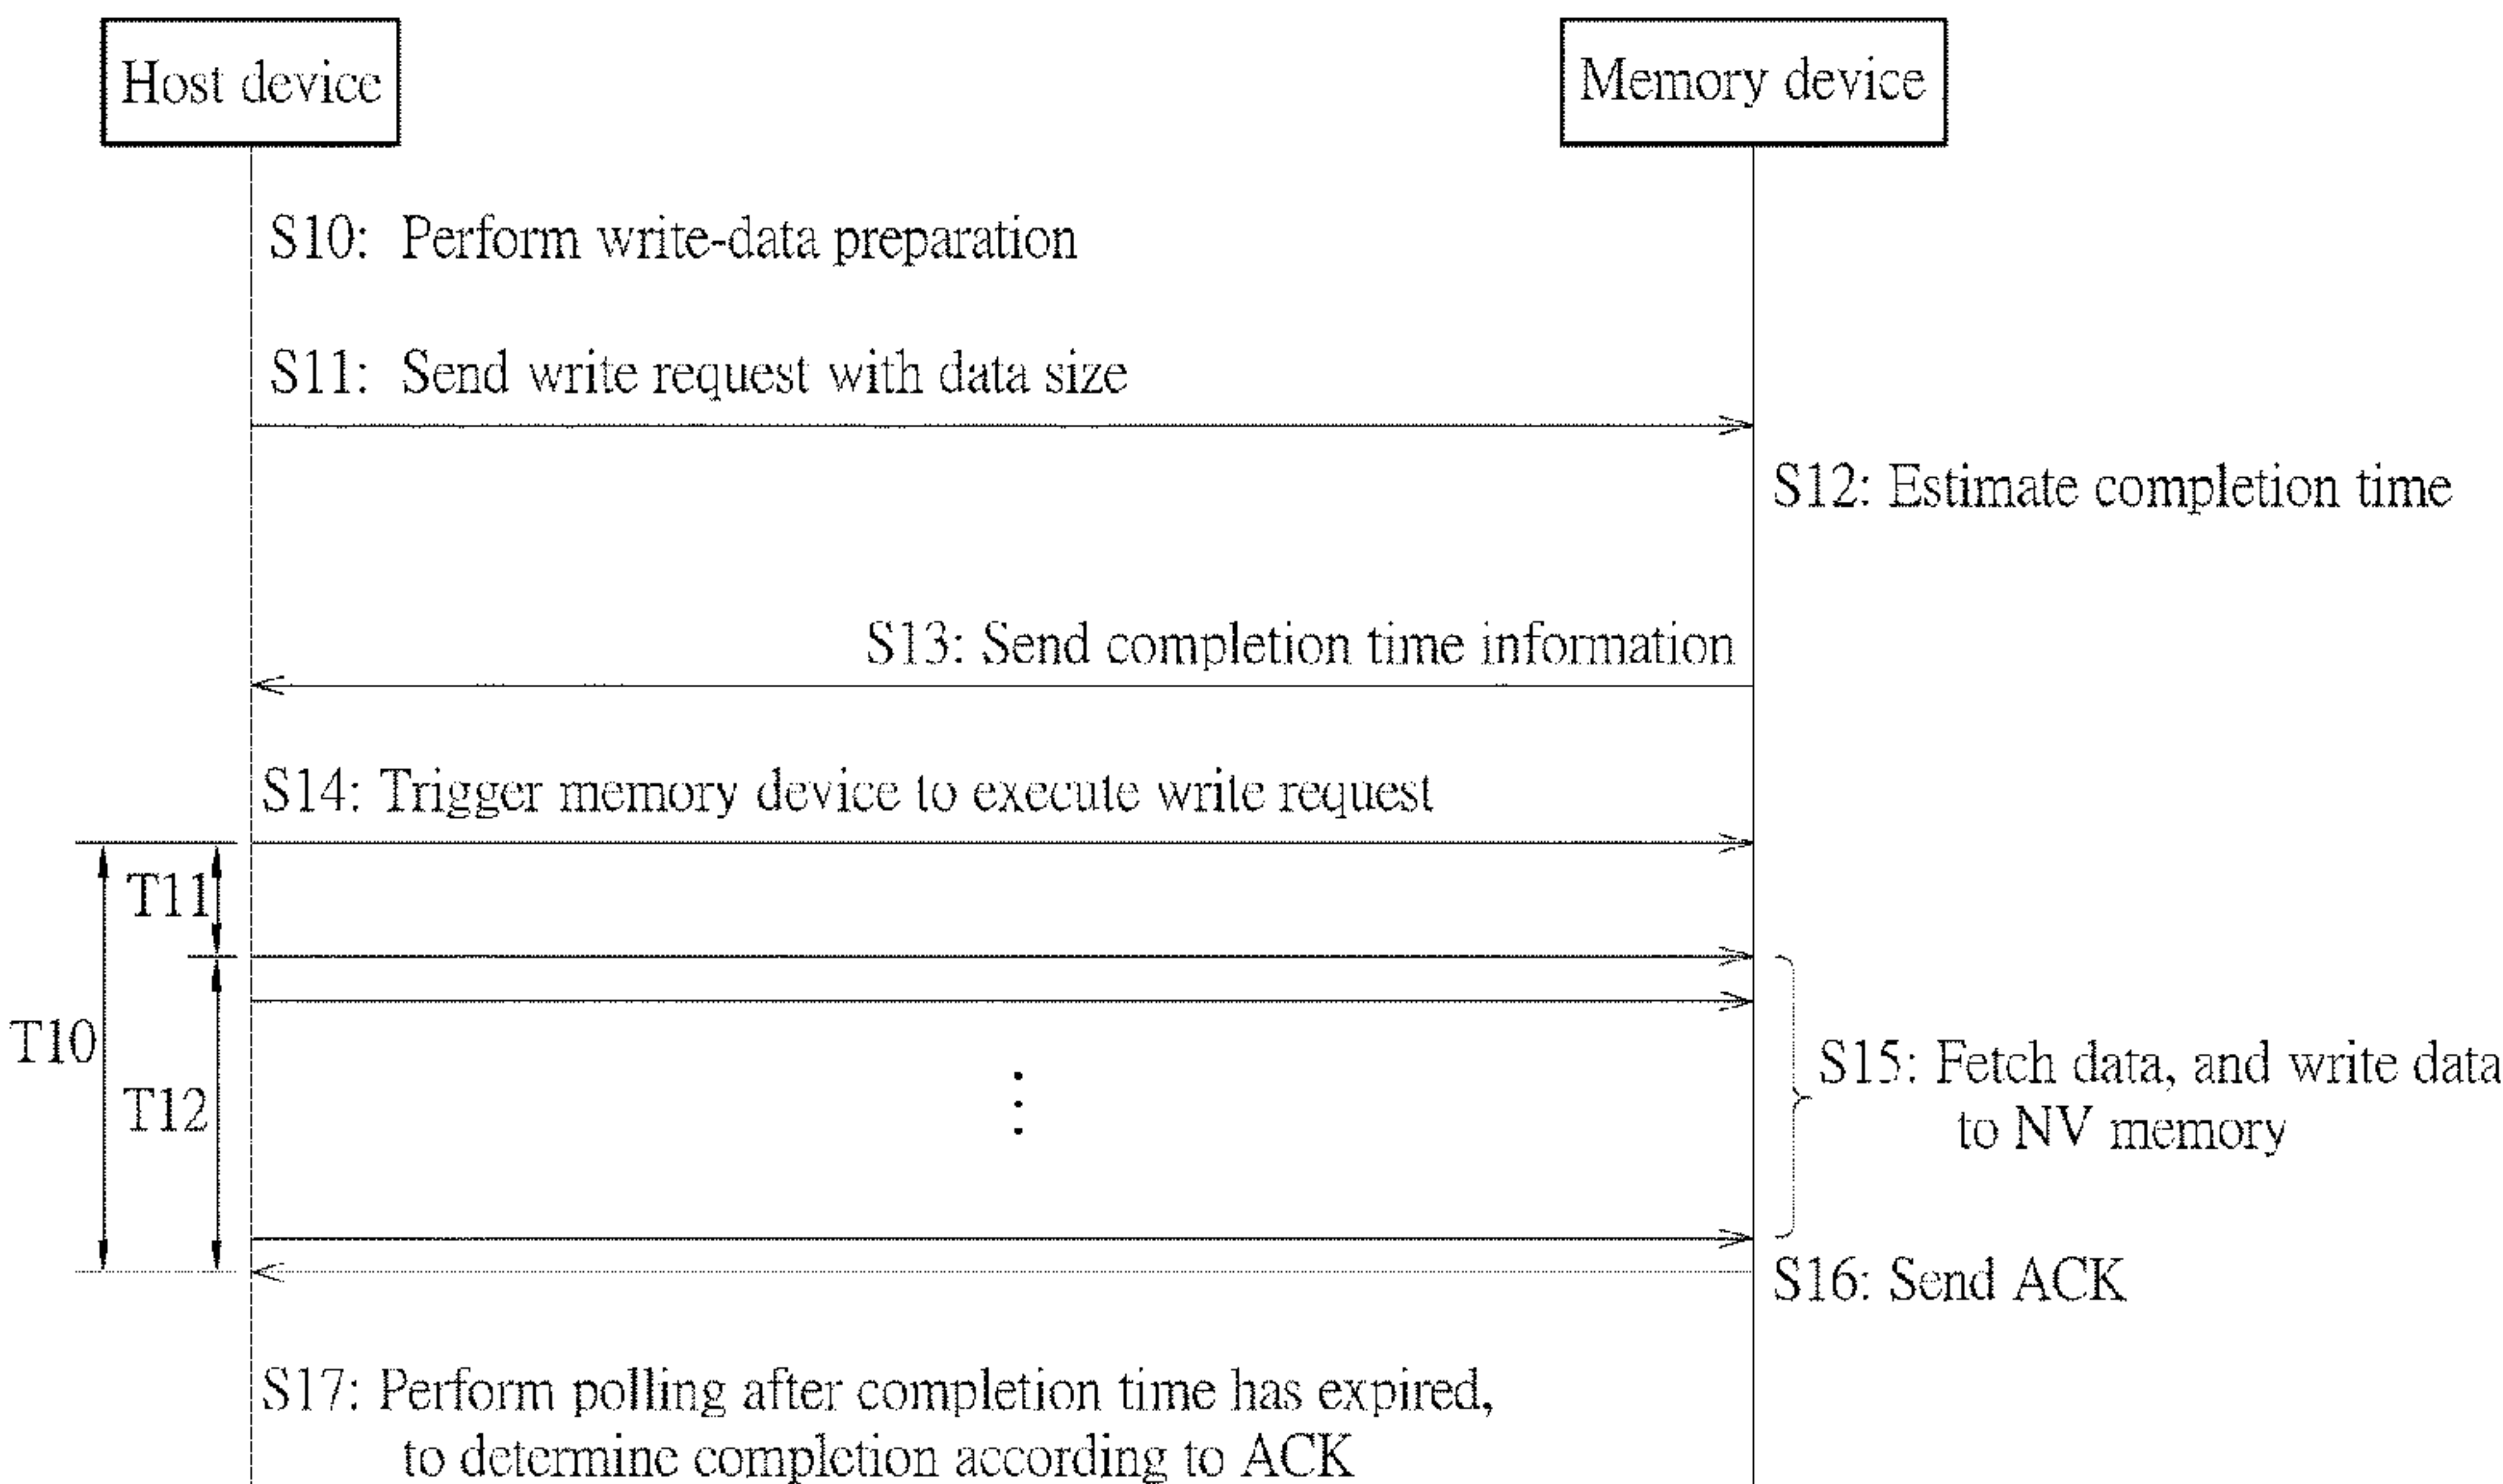 Host device
Memory device
S10: Perform write-data preparation
S11: Send write request with data size
S12: Estimate completion time
S13: Send completion time information
S14: Trigger memory device to execute write request
T11
T10
T12
S15: Fetch data, and write data
to NV memory
S16: Send ACK
S17: Perform polling after completion time has expired,
to determine completion according to ACK